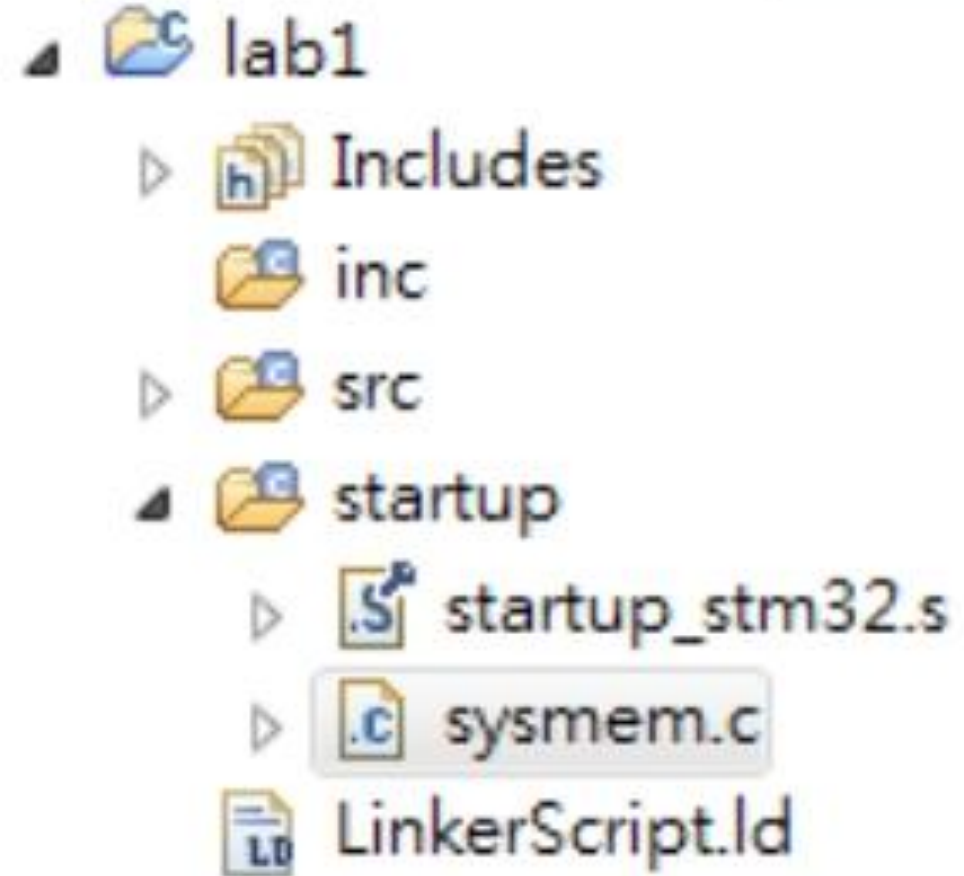 lab1
Includes
inc
src
startup
startup_stm32.s
sysmem.c
LinkerScript.ld